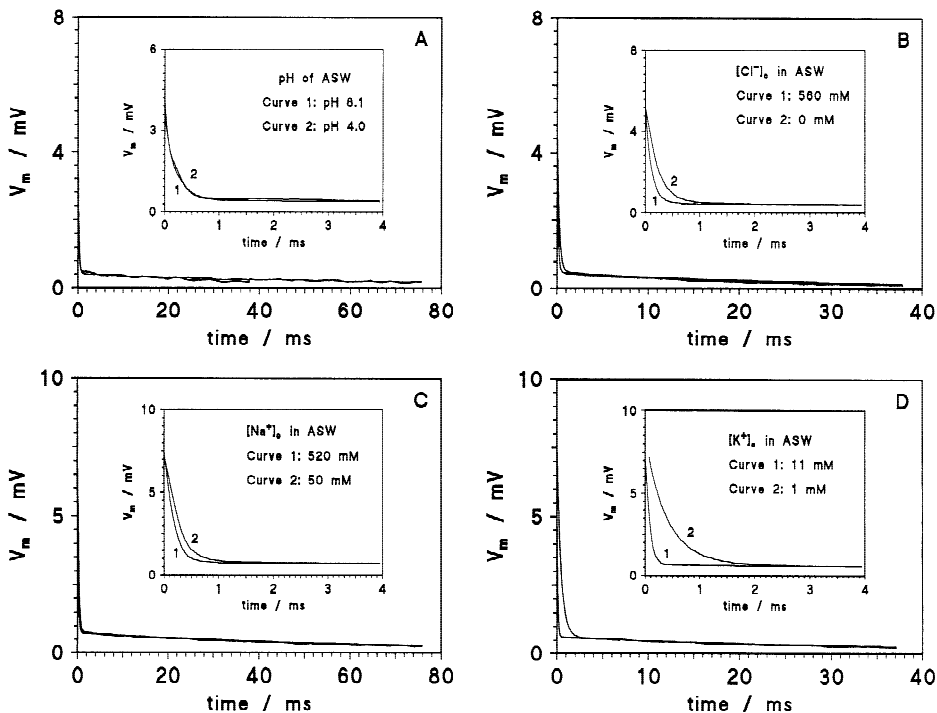 A
8
4
0
V_m / mV
0 20 40 60 80
time / ms
6
3
0
V_m / mV
0 1 2 3 4
time / ms
pH of ASW
Curve 1: pH 8.1
Curve 2: pH 4.0
1
2
B
8
4
0
V_m / mV
0 10 20 30 40
time / ms
8
4
2
0
V_m / mV
0 1 2 3 4
time / ms
[Cl⁻]ₒ in ASW
Curve 1: 560 mM
Curve 2: 0 mM
1
2
C
10
5
0
V_m / mV
0 20 40 60 80
time / ms
10
5
0
V_m / mV
0 1 2 3 4
time / ms
[Na⁺]ₒ in ASW
Curve 1: 520 mM
Curve 2: 50 mM
1
2
D
10
5
0
V_m / mV
0 10 20 30 40
time / ms
10
5
0
V_m / mV
0 1 2 3 4
time / ms
[K⁺]ₒ in ASW
Curve 1: 11 mM
Curve 2: 1 mM
1
2